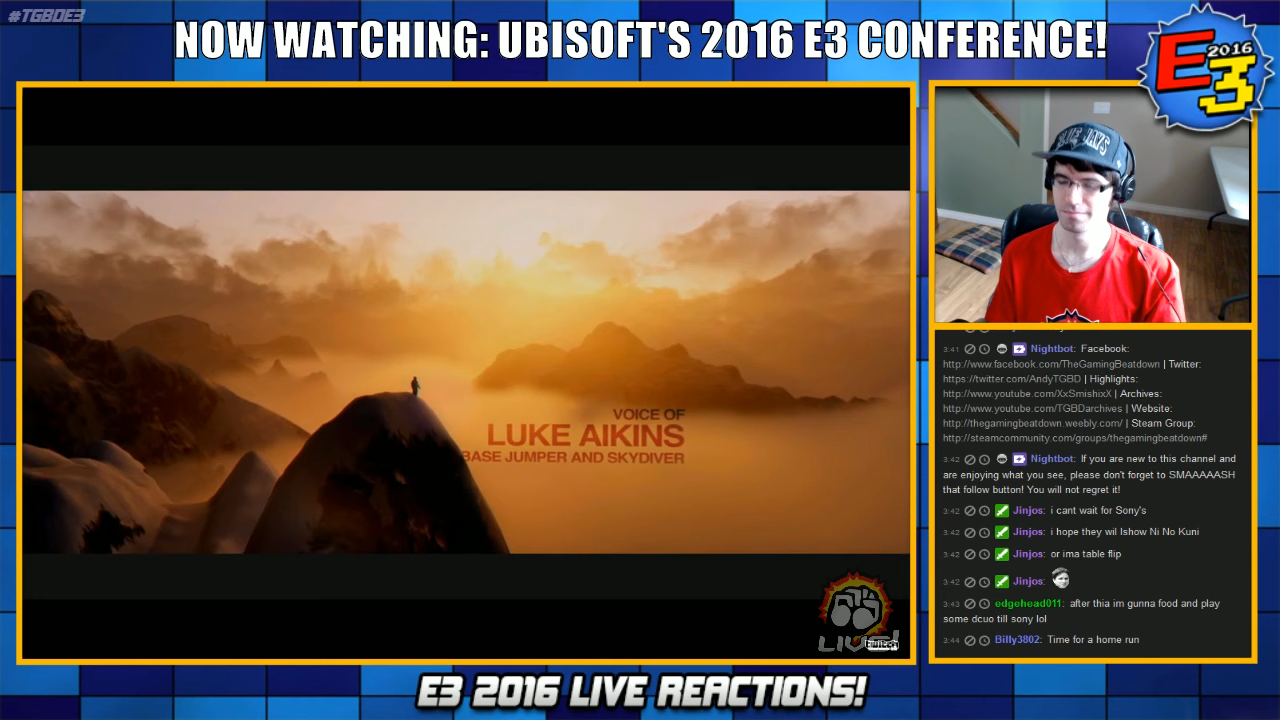 #TGBDE3
NOW WATCHING: UBISOFT'S 2016 E3 CONFERENCE!
E3
2016
BLUE JAYS
VOICE OF
LUKE AIKINS
BASE JUMPER AND SKYDIVER
LIVE!
twitch
3:41 Nightbot: Facebook:
http://www.facebook.com/TheGamingBeatdown | Twitter:
https://twitter.com/AndyTGBD | Highlights:
http://www.youtube.com/XxSmishixX | Archives:
http://www.youtube.com/TGBDarchives | Website:
http://thegamingbeatdown.weebly.com/ | Steam Group:
http://steamcommunity.com/groups/thegamingbeatdown#
3:42 Nightbot: If you are new to this channel and
are enjoying what you see, please don't forget to SMAAAAASH
that follow button! You will not regret it!
3:42 Jinjos: i cant wait for Sony's
3:42 Jinjos: i hope they wil lshow Ni No Kuni
3:42 Jinjos: or ima table flip
3:42 Jinjos:
3:43 edgehead011: after thia im gunna food and play
some dcuo till sony lol
3:44 Billy3802: Time for a home run
E3 2016 LIVE REACTIONS!